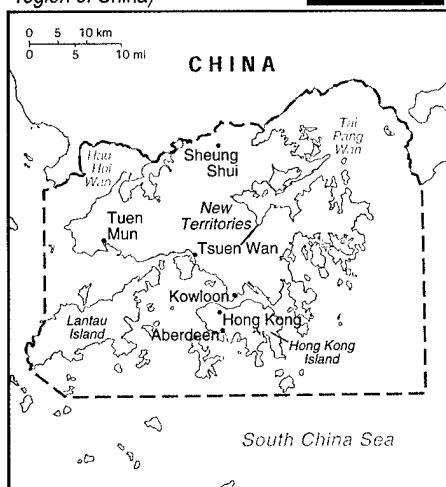 region of China)
0 5 10 km
0 5 10 mi
CHINA
Tai
Pang
Wan
Hau
Hoi
Wan
Sheung
Shui
New
Territories
Tuen
Mun
Tsuen Wan
Kowloon
Lantau
Island
Hong Kong
Aberdeen
Hong Kong
Island
South China Sea